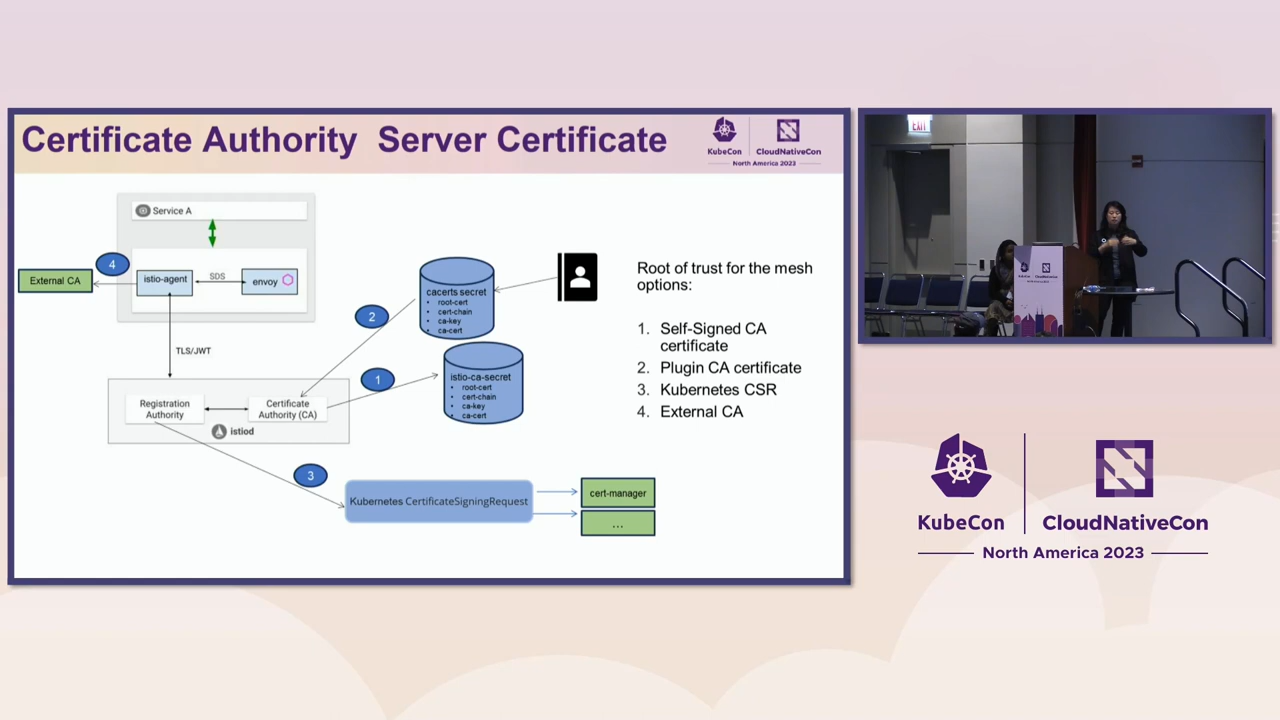 Certificate Authority Server Certificate
KubeCon
CloudNativeCon
North America 2023
Service A
External CA
4
istio-agent
SDS
envoy
TLS/JWT
Registration
Authority
Certificate
Authority (CA)
istiod
2
cacerts secret
• root-cert
• cert-chain
• ca-key
• ca-cert
1
istio-ca-secret
• root-cert
• cert-chain
• ca-key
• ca-cert
3
Kubernetes CertificateSigningRequest
cert-manager
...
Root of trust for the mesh
options:
1. Self-Signed CA
certificate
2. Plugin CA certificate
3. Kubernetes CSR
4. External CA
EXIT
KubeCon
CloudNativeCon
North America 2023